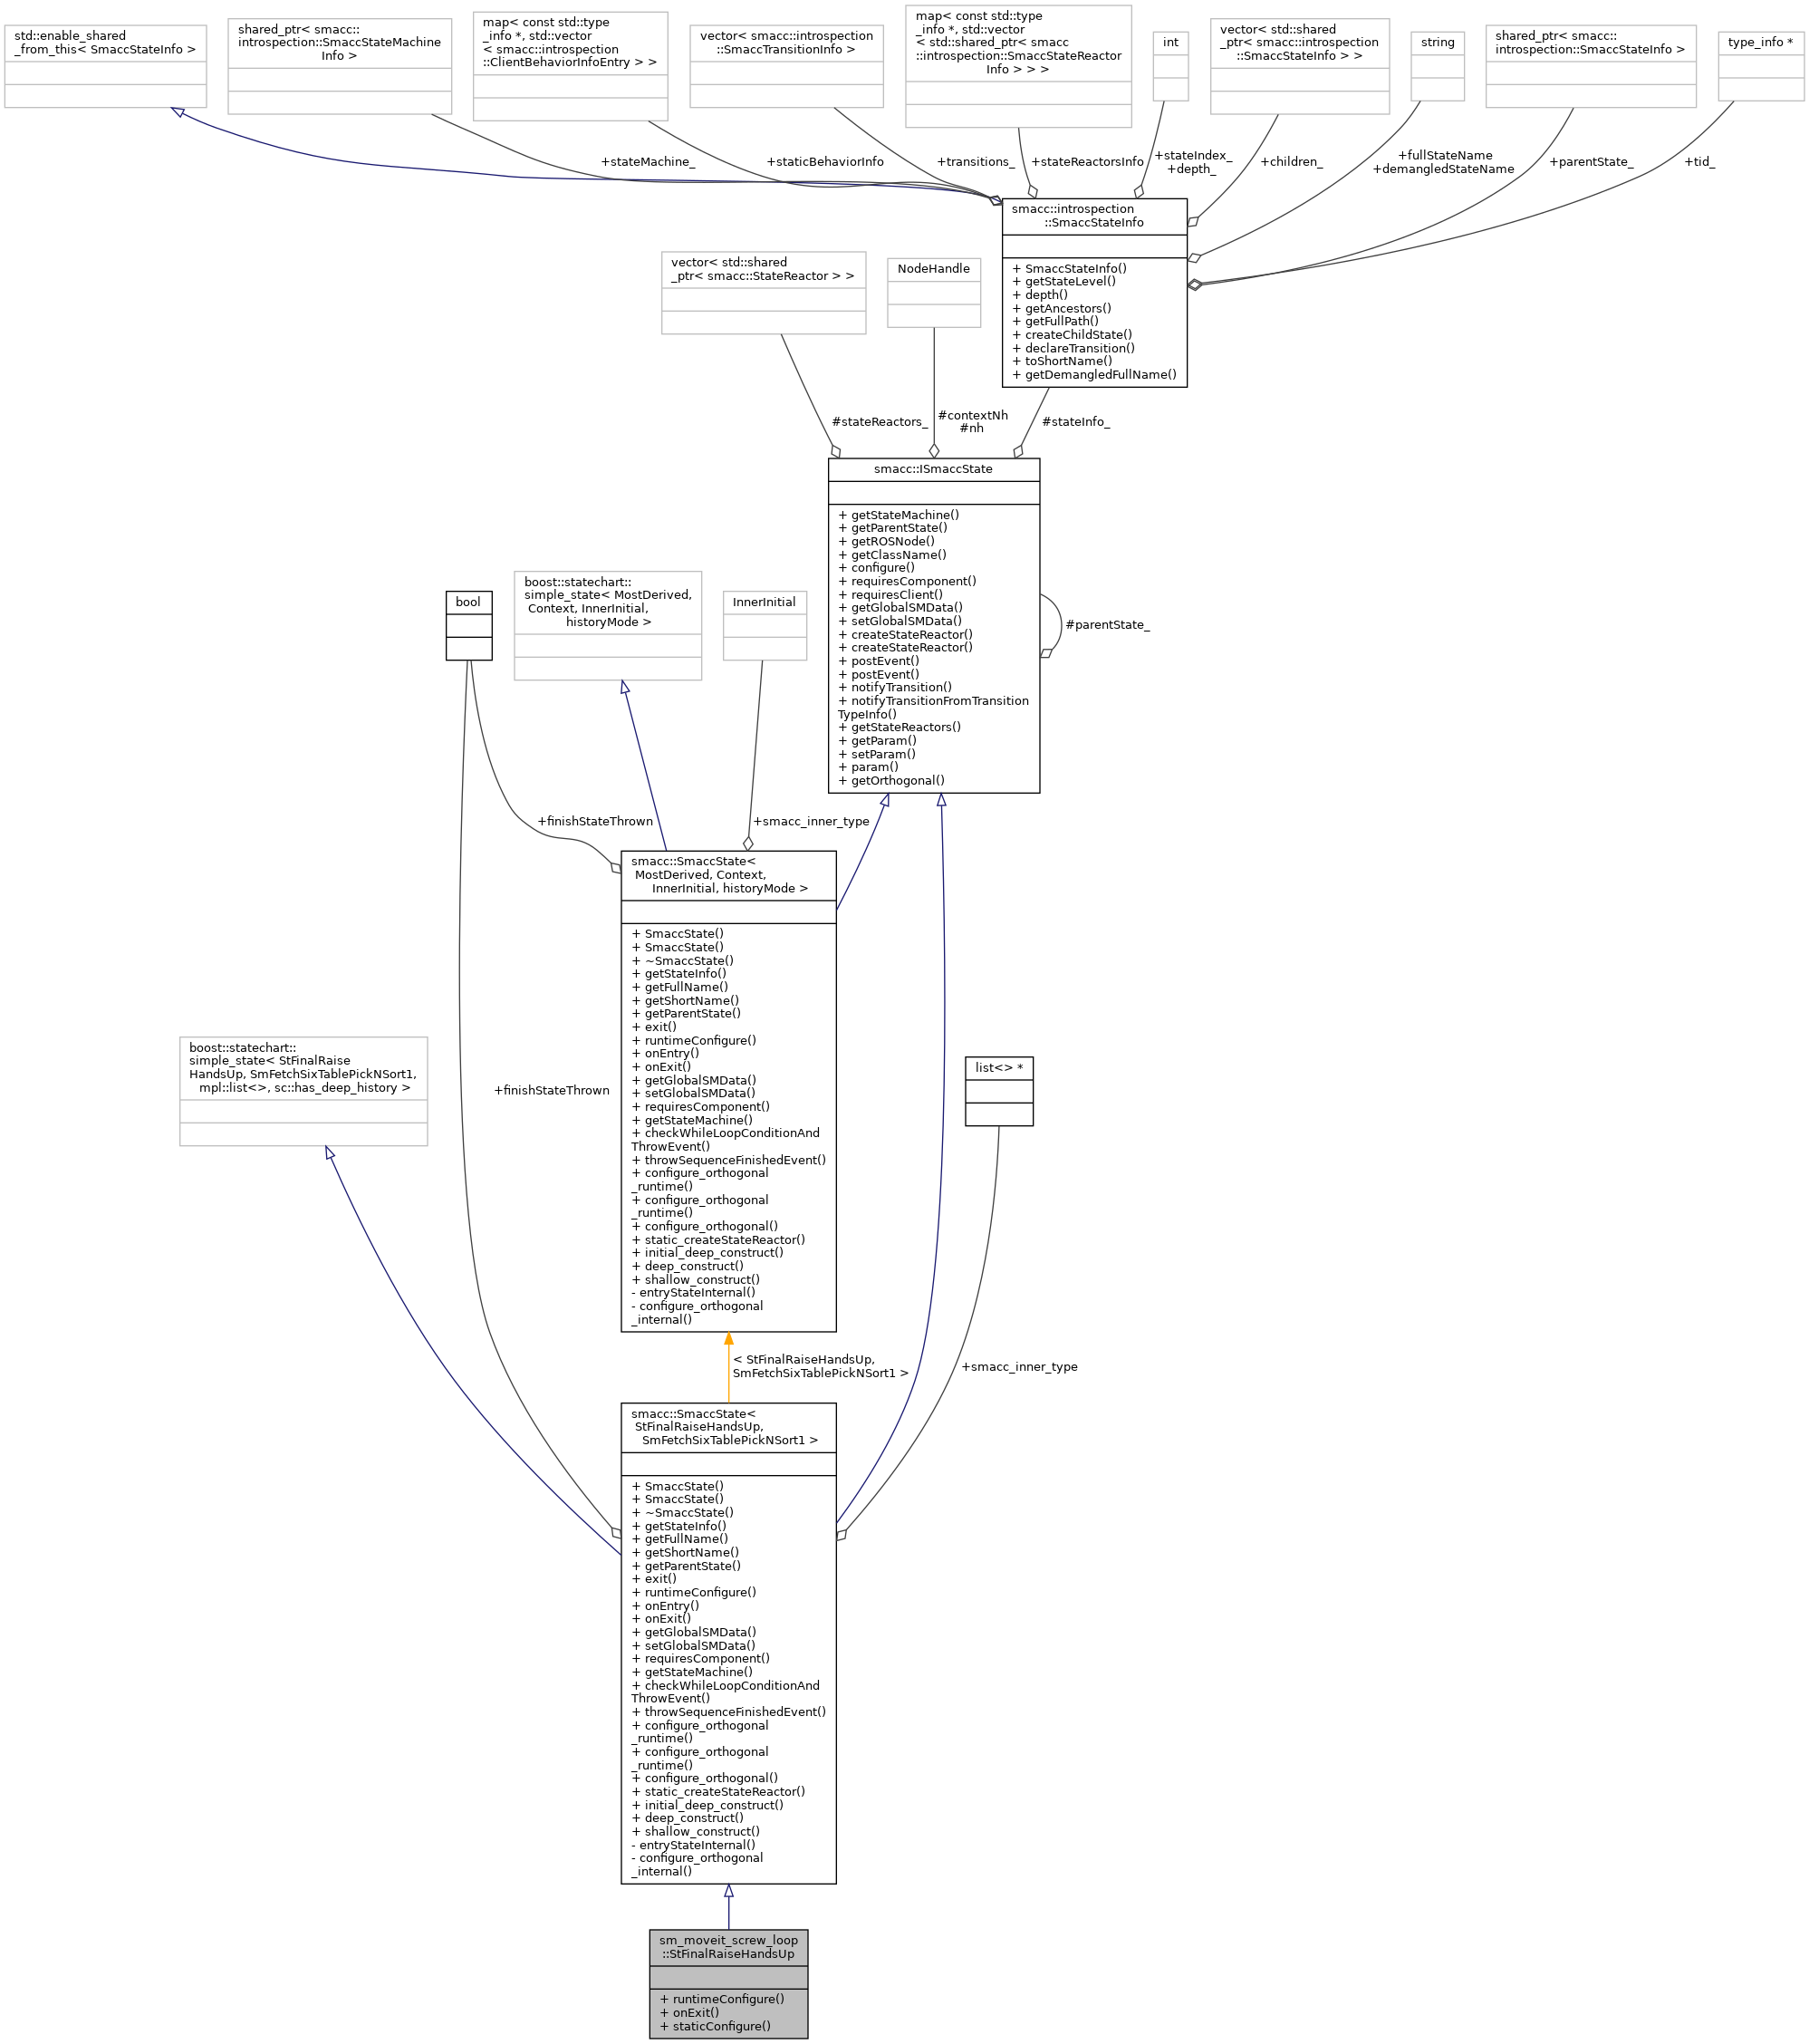 std::enable_shared
_from_this< SmaccStateInfo >
shared_ptr< smacc::
introspection::SmaccStateMachine
Info >
map< const std::type
_info *, std::vector
< smacc::introspection
::ClientBehaviorInfoEntry > >
vector< smacc::introspection
::SmaccTransitionInfo >
map< const std::type
_info *, std::vector
< std::shared_ptr< smacc
::introspection::SmaccStateReactor
Info > > >
int
vector< std::shared
_ptr< smacc::introspection
::SmaccStateInfo > >
string
shared_ptr< smacc::
introspection::SmaccStateInfo >
type_info *
+stateMachine_
+staticBehaviorInfo
+transitions_
+stateReactorsInfo
+stateIndex_
+depth_
+children_
+fullStateName
+demangledStateName
+parentState_
+tid_
smacc::introspection
::SmaccStateInfo
+ SmaccStateInfo()
+ getStateLevel()
+ depth()
+ getAncestors()
+ getFullPath()
+ createChildState()
+ declareTransition()
+ toShortName()
+ getDemangledFullName()
vector< std::shared
_ptr< smacc::StateReactor > >
NodeHandle
#stateReactors_
#contextNh
#nh
#stateInfo_
smacc::ISmaccState
+ getStateMachine()
+ getParentState()
+ getROSNode()
+ getClassName()
+ configure()
+ requiresComponent()
+ requiresClient()
+ getGlobalSMData()
+ setGlobalSMData()
+ createStateReactor()
+ createStateReactor()
+ postEvent()
+ postEvent()
+ notifyTransition()
+ notifyTransitionFromTransition
TypeInfo()
+ getStateReactors()
+ getParam()
+ setParam()
+ param()
+ getOrthogonal()
#parentState_
bool
boost::statechart::
simple_state< MostDerived,
Context, InnerInitial,
historyMode >
InnerInitial
+finishStateThrown
+smacc_inner_type
smacc::SmaccState<
MostDerived, Context,
InnerInitial, historyMode >
+ SmaccState()
+ SmaccState()
+ ~SmaccState()
+ getStateInfo()
+ getFullName()
+ getShortName()
+ getParentState()
+ exit()
+ runtimeConfigure()
+ onEntry()
+ onExit()
+ getGlobalSMData()
+ setGlobalSMData()
+ requiresComponent()
+ getStateMachine()
+ checkWhileLoopConditionAnd
ThrowEvent()
+ throwSequenceFinishedEvent()
+ configure_orthogonal
_runtime()
+ configure_orthogonal
_runtime()
+ configure_orthogonal()
+ static_createStateReactor()
+ initial_deep_construct()
+ deep_construct()
+ shallow_construct()
- entryStateInternal()
- configure_orthogonal
_internal()
boost::statechart::
simple_state< StFinalRaise
HandsUp, SmFetchSixTablePickNSort1,
mpl::list<>, sc::has_deep_history >
+finishStateThrown
list<> *
< StFinalRaiseHandsUp,
SmFetchSixTablePickNSort1 >
+smacc_inner_type
smacc::SmaccState<
StFinalRaiseHandsUp,
SmFetchSixTablePickNSort1 >
+ SmaccState()
+ SmaccState()
+ ~SmaccState()
+ getStateInfo()
+ getFullName()
+ getShortName()
+ getParentState()
+ exit()
+ runtimeConfigure()
+ onEntry()
+ onExit()
+ getGlobalSMData()
+ setGlobalSMData()
+ requiresComponent()
+ getStateMachine()
+ checkWhileLoopConditionAnd
ThrowEvent()
+ throwSequenceFinishedEvent()
+ configure_orthogonal
_runtime()
+ configure_orthogonal
_runtime()
+ configure_orthogonal()
+ static_createStateReactor()
+ initial_deep_construct()
+ deep_construct()
+ shallow_construct()
- entryStateInternal()
- configure_orthogonal
_internal()
sm_moveit_screw_loop
::StFinalRaiseHandsUp
+ runtimeConfigure()
+ onExit()
+ staticConfigure()